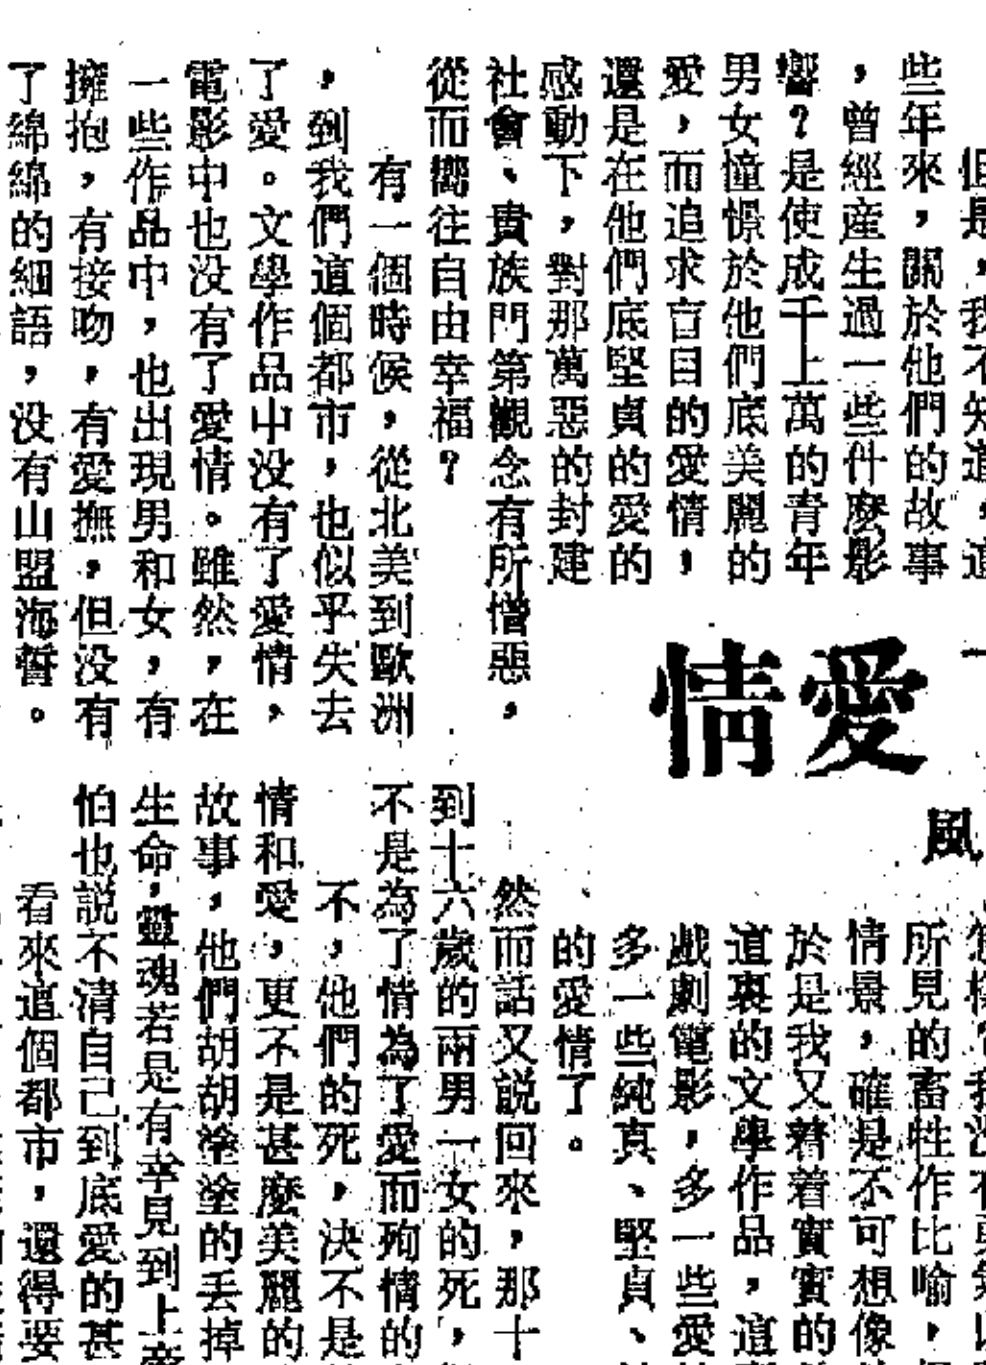 但是，我不知道，這
些年來，關於他們的故事
，曾經産生過一些什麼影
響？是使成千上萬的青年
男女憧憬於他們底美麗的
愛，而追求盲目的愛情，
還是在他們底堅貞的愛的
感動下，對那萬惡的封建
社會、貴族門第觀念有所憎惡，
從而嚮往自由幸福？
有一個時候，從北美到歐洲
，到我們這個都市，也似乎失去
了愛。文學作品中没有了愛情，
電影中也没有了愛情。雖然，在
一些作品中，也出現男和女，有
擁抱，有接吻，有愛撫，但没有
了綿綿的細語，没有山盟海誓。
愛情
風
所見的畜牲作比喻，
情景，確是不可想像
於是我又着着實實的
這裏的文學作品，這
戲劇電影，多一些愛
多一些純真、堅貞、
的愛情了。
然而話又説回來，那十
到十六歲的兩男一女的死，
不是為了情為了愛而殉情的
不，他們的死，決不是
情和愛，更不是甚麼美麗的
故事，他們胡胡塗塗的丢掉
生命，靈魂若是有幸見到上帝
怕也説不清自己到底愛的甚
看來這個都市，還得要